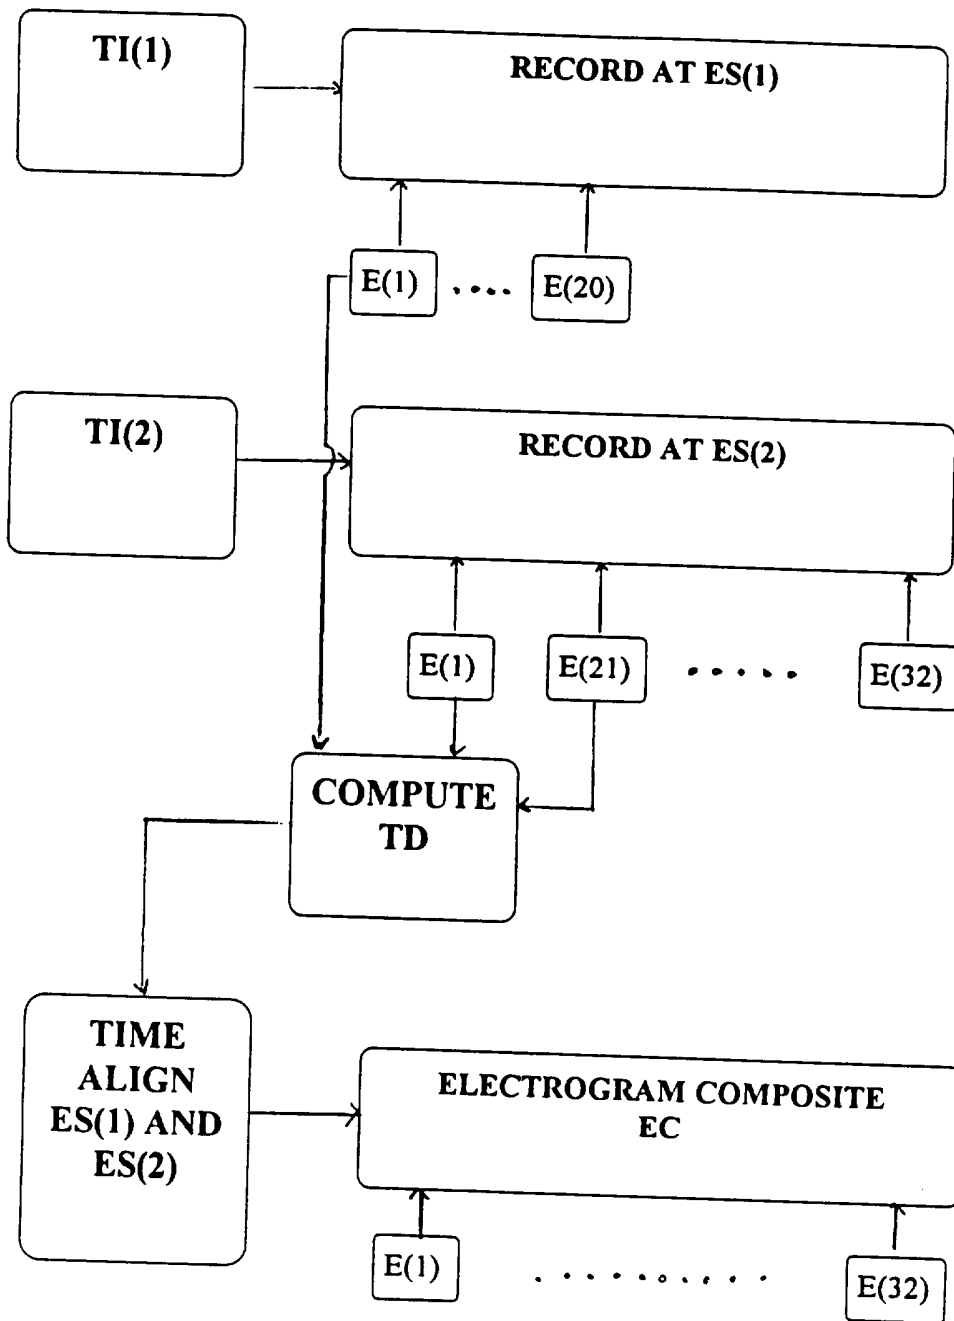 TI(1)
RECORD AT ES(1)
E(1) .... E(20)
TI(2)
RECORD AT ES(2)
E(1) E(21) ..... E(32)
COMPUTE
TD
TIME
ALIGN
ES(1) AND
ES(2)
ELECTROGRAM COMPOSITE
EC
E(1) .......... E(32)